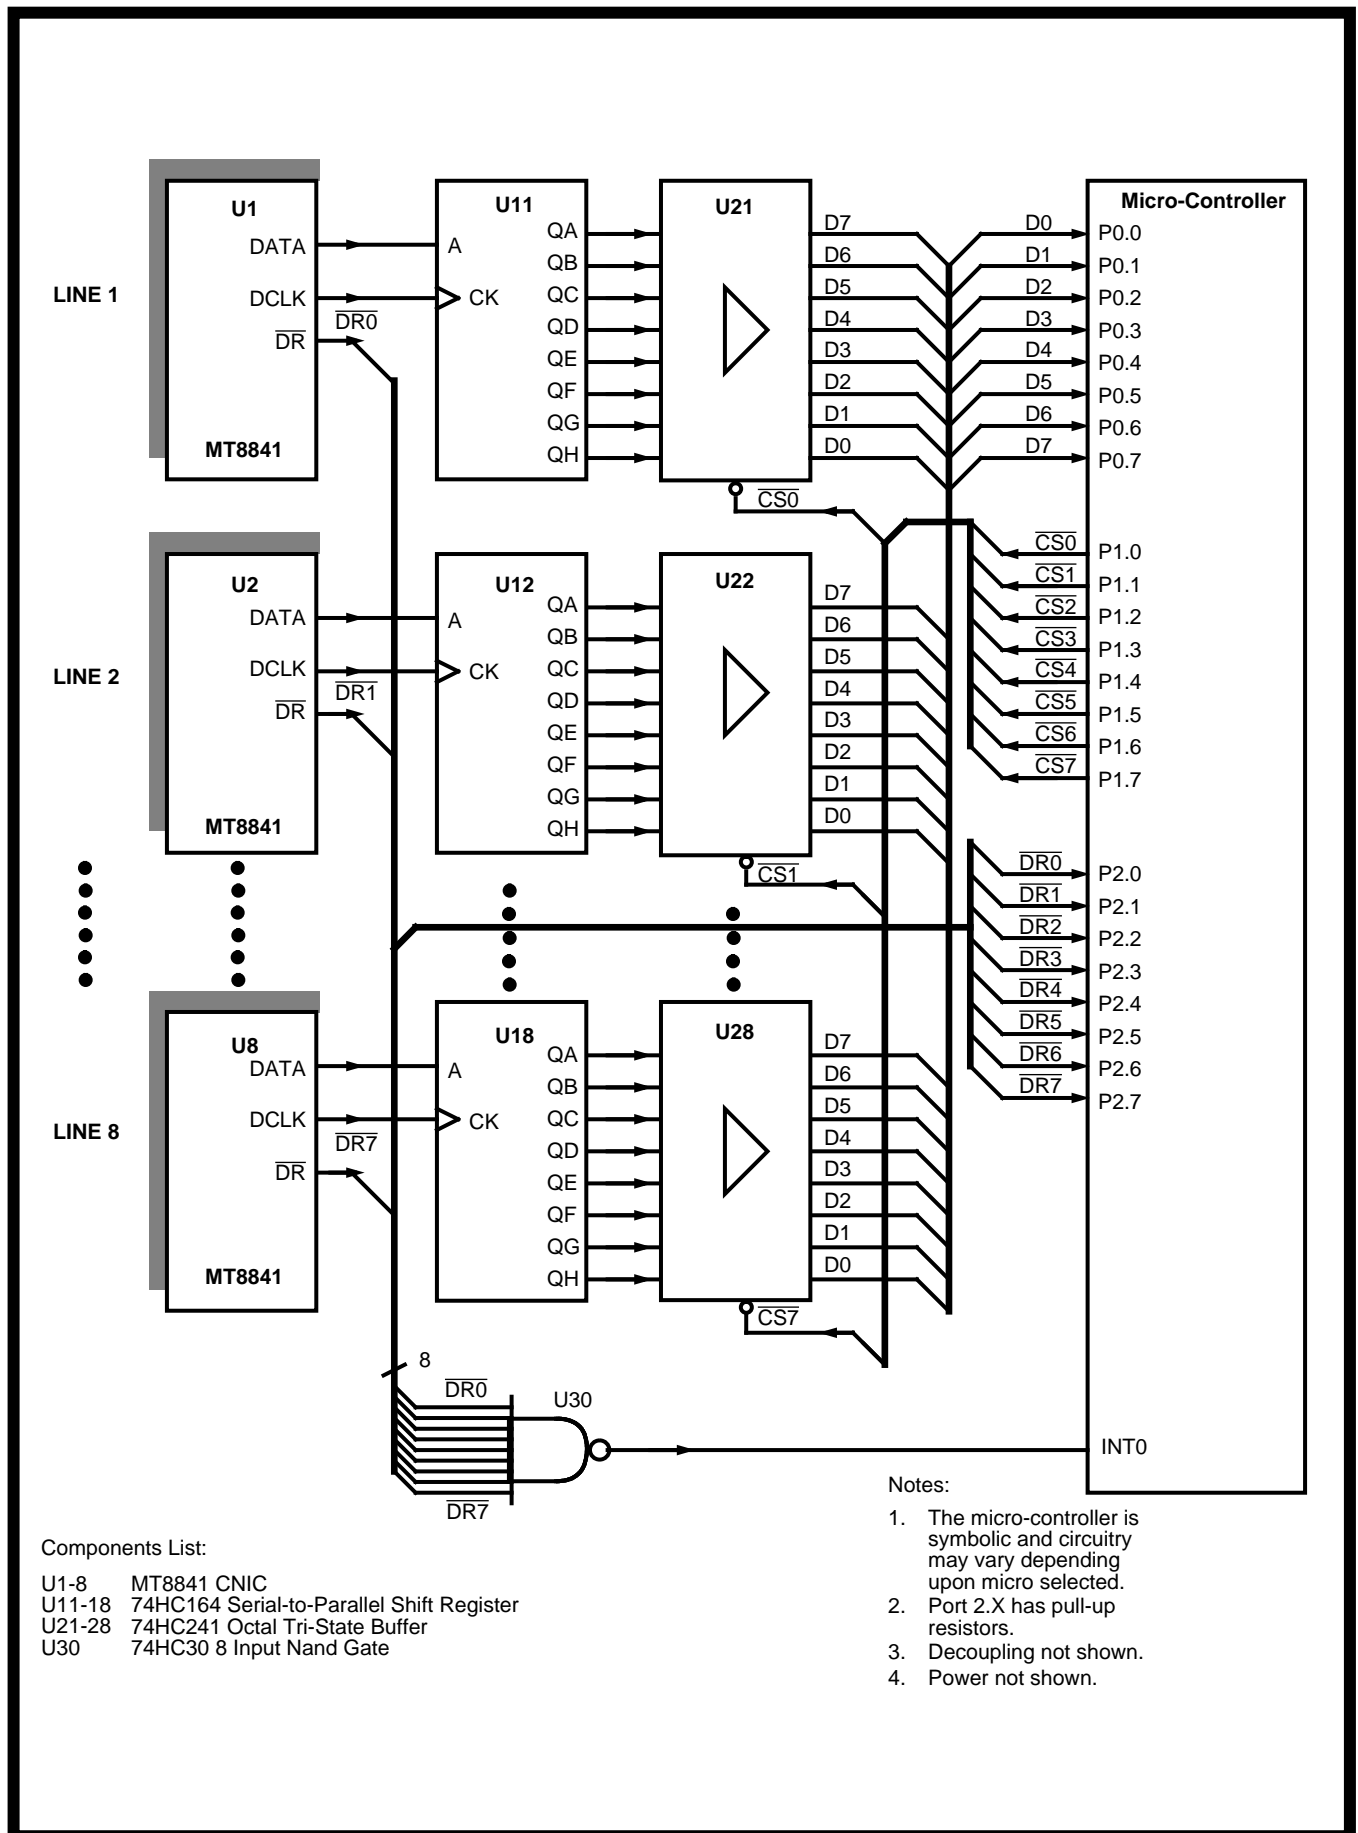 Micro-Controller
U1
DATA
DCLK
DR
MT8841
LINE 1
DR0
U11
A
CK
QA
QB
QC
QD
QE
QF
QG
QH
U21
D7
D6
D5
D4
D3
D2
D1
D0
CS0
D0
D1
D2
D3
D4
D5
D6
D7
P0.0
P0.1
P0.2
P0.3
P0.4
P0.5
P0.6
P0.7
U2
DATA
DCLK
DR
MT8841
LINE 2
DR1
U12
A
CK
QA
QB
QC
QD
QE
QF
QG
QH
U22
D7
D6
D5
D4
D3
D2
D1
D0
CS1
CS0
CS1
CS2
CS3
CS4
CS5
CS6
CS7
P1.0
P1.1
P1.2
P1.3
P1.4
P1.5
P1.6
P1.7
DR0
DR1
DR2
DR3
DR4
DR5
DR6
DR7
P2.0
P2.1
P2.2
P2.3
P2.4
P2.5
P2.6
P2.7
U8
DATA
DCLK
DR
MT8841
LINE 8
DR7
U18
A
CK
QA
QB
QC
QD
QE
QF
QG
QH
U28
D7
D6
D5
D4
D3
D2
D1
D0
CS7
8
DR0
U30
DR7
INT0
Components List:
U1-8 MT8841 CNIC
U11-18 74HC164 Serial-to-Parallel Shift Register
U21-28 74HC241 Octal Tri-State Buffer
U30 74HC30 8 Input Nand Gate
Notes:
1. The micro-controller is
symbolic and circuitry
may vary depending
upon micro selected.
2. Port 2.X has pull-up
resistors.
3. Decoupling not shown.
4. Power not shown.